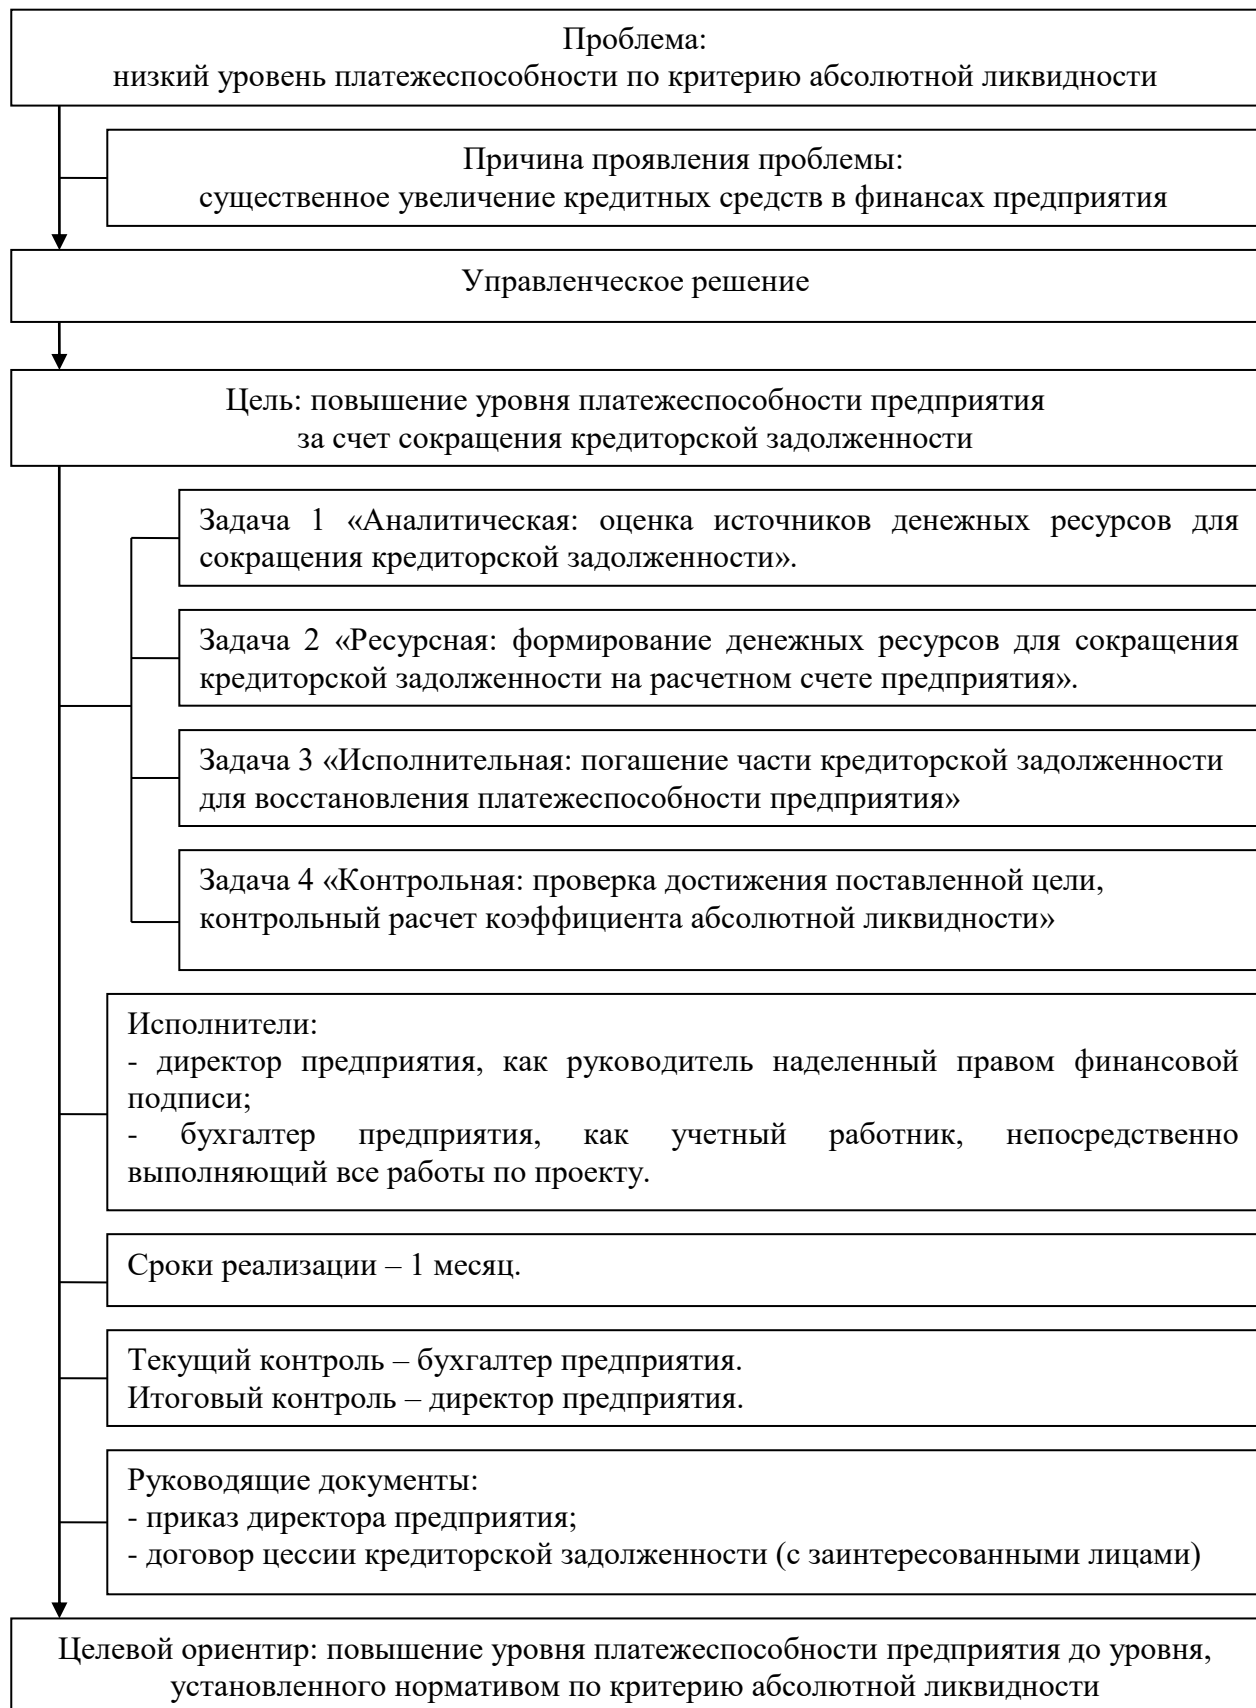 Проблема:
низкий уровень платежеспособности по критерию абсолютной ликвидности
Причина проявления проблемы:
существенное увеличение кредитных средств в финансах предприятия
Управленческое решение
Цель: повышение уровня платежеспособности предприятия
за счет сокращения кредиторской задолженности
Задача 1 «Аналитическая: оценка источников денежных ресурсов для
сокращения кредиторской задолженности».
Задача 2 «Ресурсная: формирование денежных ресурсов для сокращения
кредиторской задолженности на расчетном счете предприятия».
Задача 3 «Исполнительная: погашение части кредиторской задолженности
для восстановления платежеспособности предприятия»
Задача 4 «Контрольная: проверка достижения поставленной цели,
контрольный расчет коэффициента абсолютной ликвидности»
Исполнители:
- директор предприятия, как руководитель наделенный правом финансовой
подписи;
- бухгалтер предприятия, как учетный работник, непосредственно
выполняющий все работы по проекту.
Сроки реализации – 1 месяц.
Текущий контроль – бухгалтер предприятия.
Итоговый контроль – директор предприятия.
Руководящие документы:
- приказ директора предприятия;
- договор цессии кредиторской задолженности (с заинтересованными лицами)
Целевой ориентир: повышение уровня платежеспособности предприятия до уровня,
установленного нормативом по критерию абсолютной ликвидности